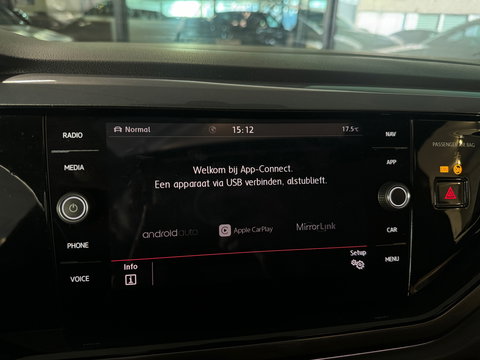 Normal 15:12 17.5°C
RADIO
MEDIA
PHONE
VOICE
Welkom bij App-Connect.
Een apparaat via USB verbinden, alstublieft.
androidauto Apple CarPlay MirrorLink
Info
Setup
NAV
APP
CAR
MENU
PASSENGER AIR BAG